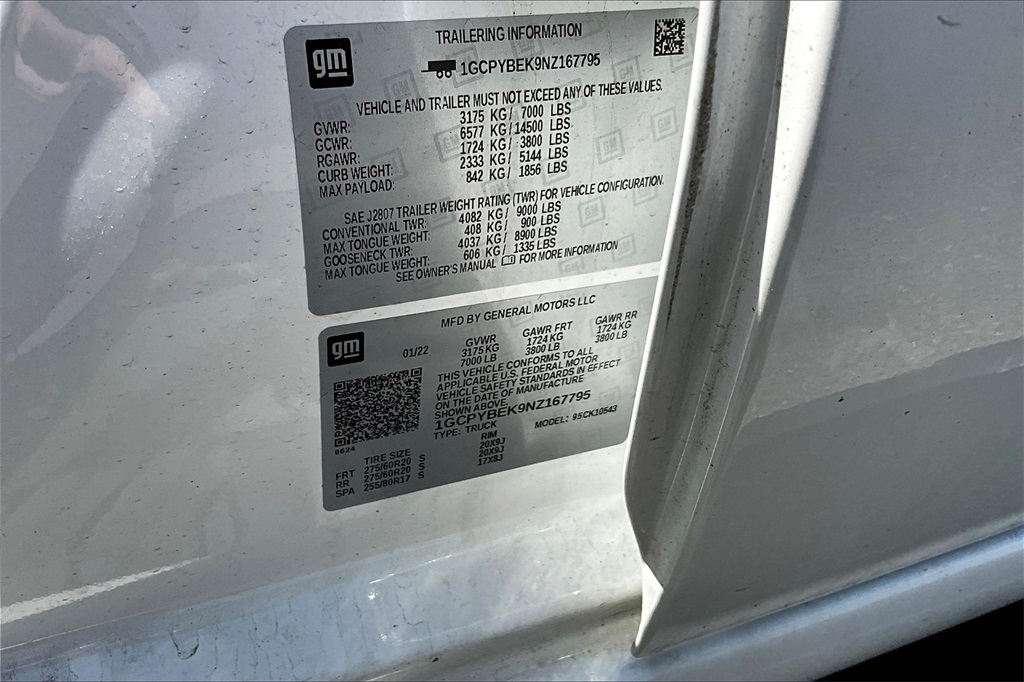 gm
TRAILERING INFORMATION
1GCPYBEK9NZ167795
VEHICLE AND TRAILER MUST NOT EXCEED ANY OF THESE VALUES.
GVWR: 3175 KG/ 7000 LBS
GCWR: 6577 KG/14500 LBS
RGAWR: 1724 KG/ 3800 LBS
CURB WEIGHT: 2333 KG/ 5144 LBS
MAX PAYLOAD: 842 KG/ 1856 LBS
SAE J2807 TRAILER WEIGHT RATING (TWR) FOR VEHICLE CONFIGURATION.
CONVENTIONAL TWR: 4082 KG/ 9000 LBS
MAX TONGUE WEIGHT: 408 KG/ 900 LBS
GOOSENECK TWR: 4037 KG/ 8900 LBS
MAX TONGUE WEIGHT: 606 KG/ 1335 LBS
SEE OWNER'S MANUAL FOR MORE INFORMATION
gm
MFD BY GENERAL MOTORS LLC
01/22 GVWR GAWR FRT GAWR RR
3175 KG 1724 KG 1724 KG
7000 LB 3800 LB 3800 LB
THIS VEHICLE CONFORMS TO ALL
APPLICABLE U.S. FEDERAL MOTOR
VEHICLE SAFETY STANDARDS IN EFFECT
ON THE DATE OF MANUFACTURE
SHOWN ABOVE.
1GCPYBEK9NZ167795
TYPE: TRUCK MODEL: 95CK10543
6624
TIRE SIZE RIM
FRT 275/60R20 S 20X9J
RR 275/60R20 S 20X9J
SPA 255/80R17 S 17X8J